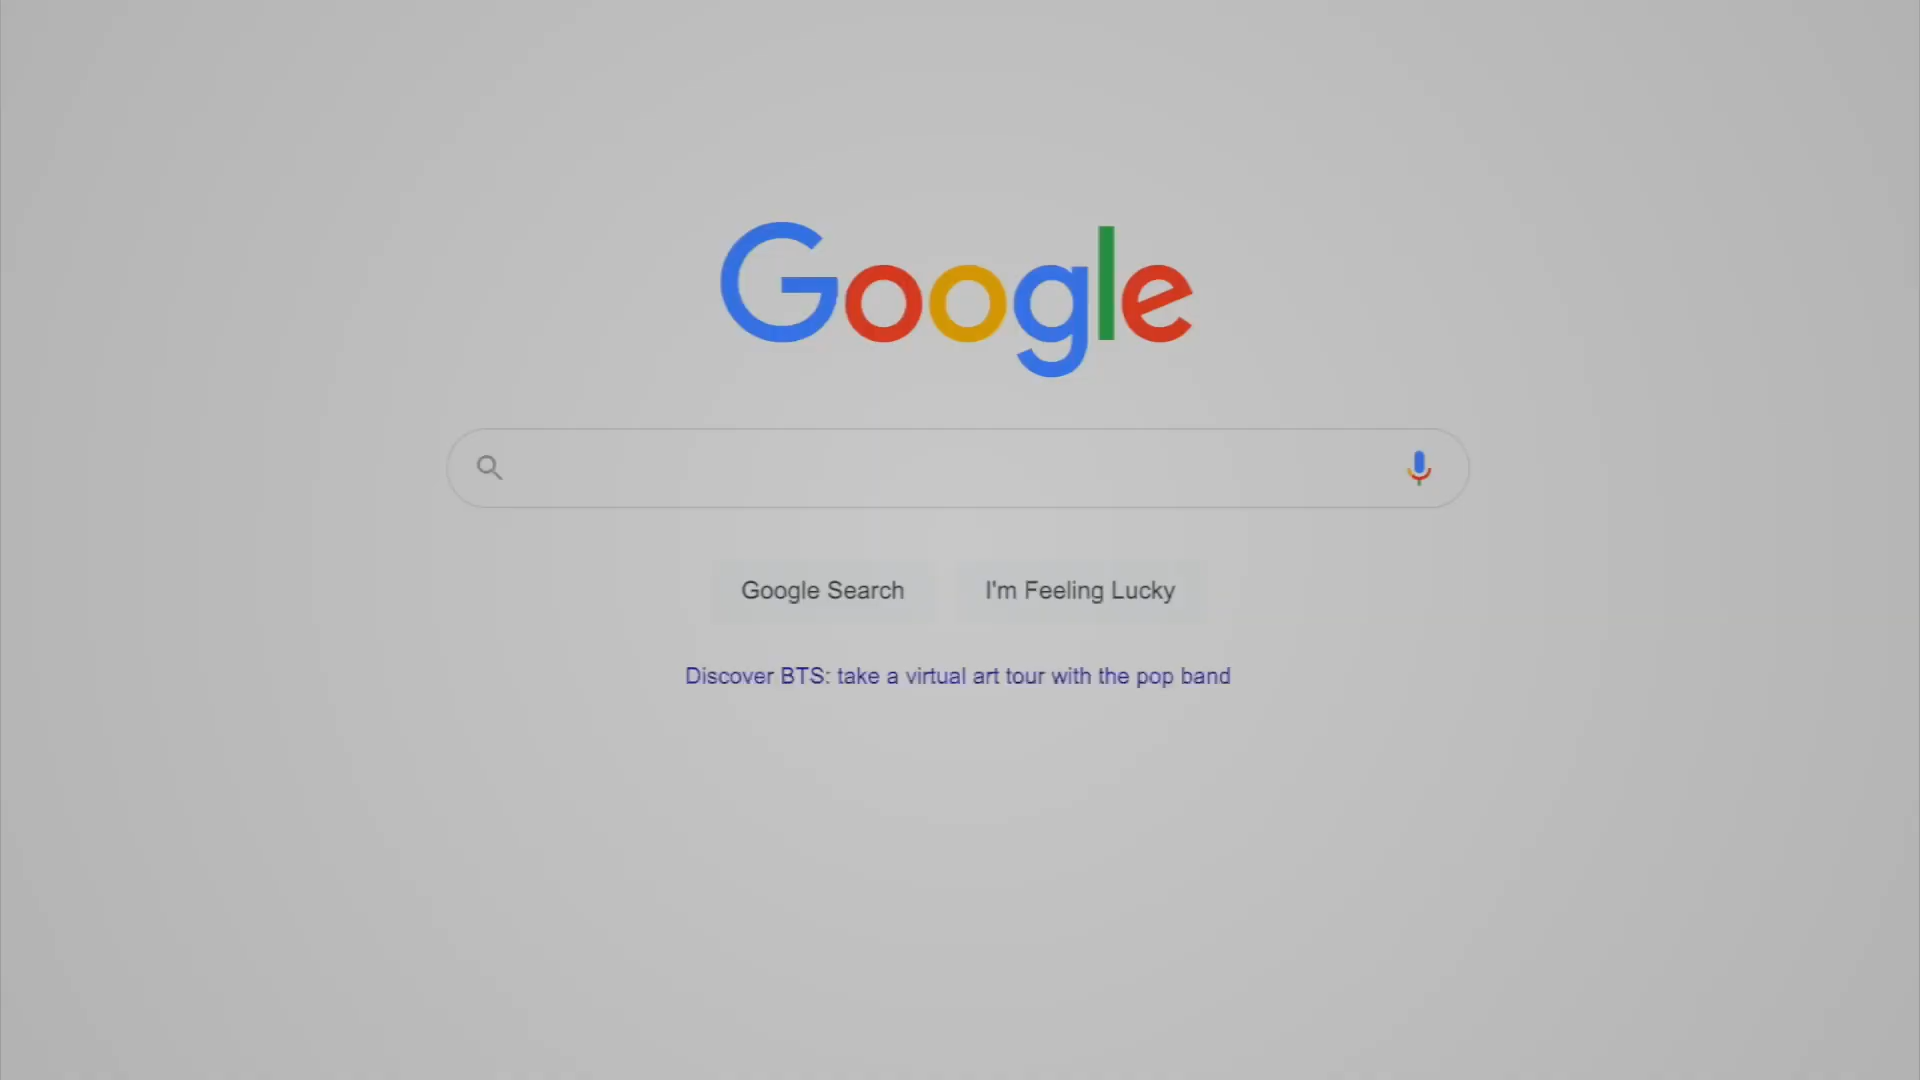 Google
Google Search
I'm Feeling Lucky
Discover BTS: take a virtual art tour with the pop band